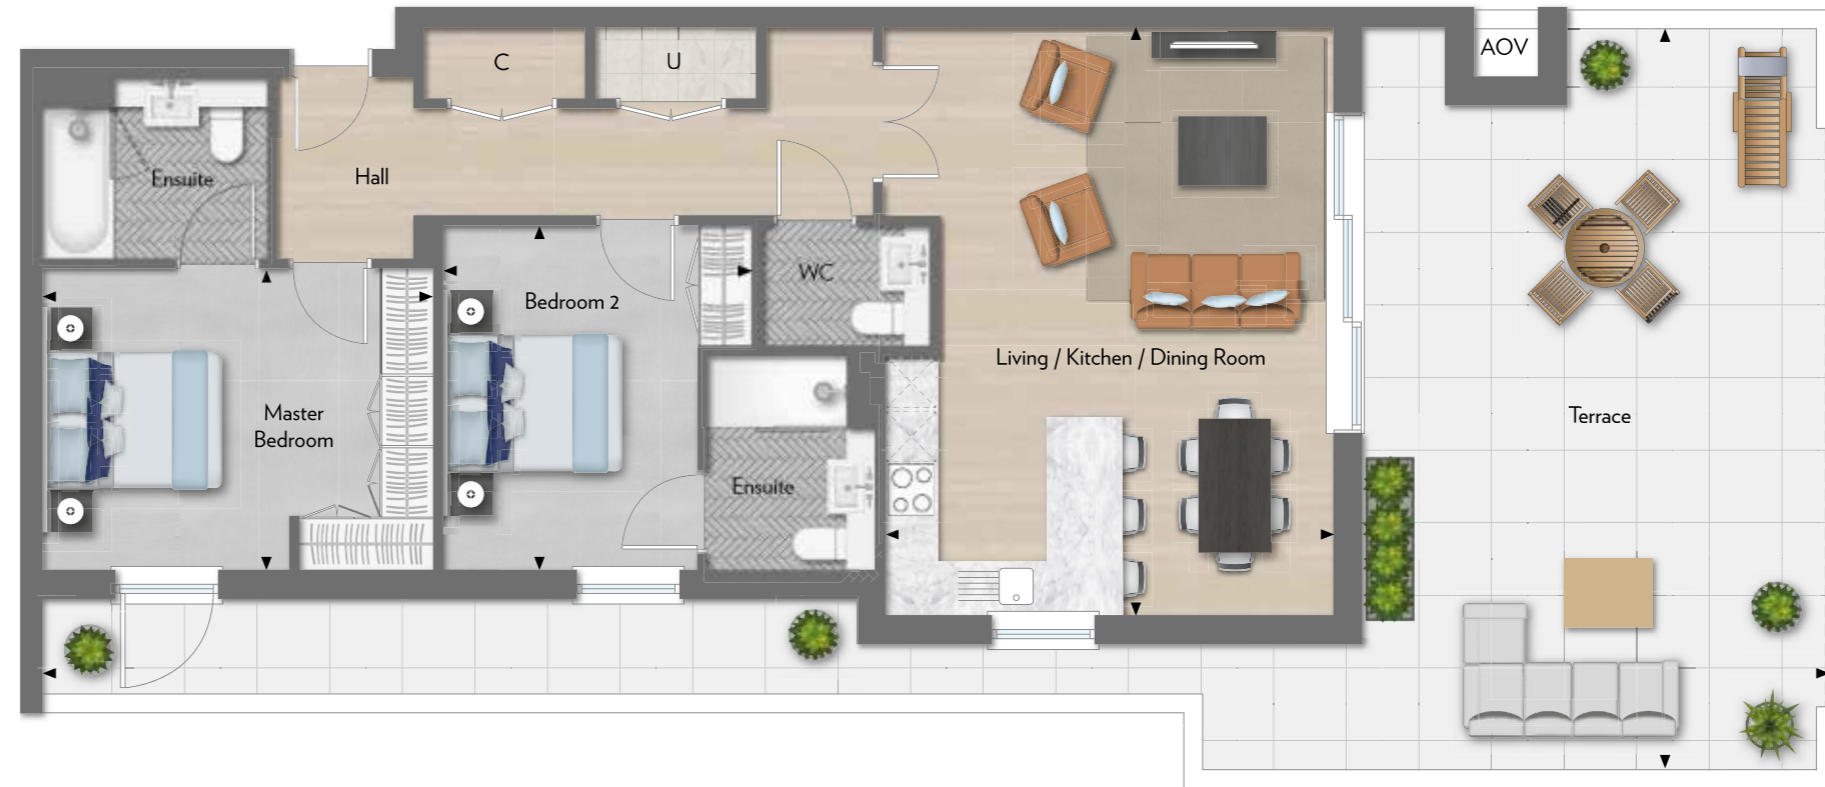 AOV
C
U
Ensuite
Hall
WC
Bedroom 2
Living / Kitchen / Dining Room
Master
Bedroom
Terrace
Ensuite